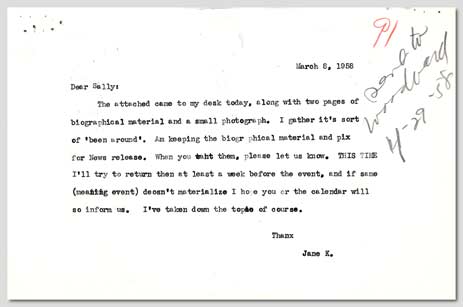 91
sent to
Woodward
4-29-58
March 8, 1958
Dear Sally:
The attached came to my desk today, along with two pages of
biographical material and a small photograph. I gather it's sort
of 'been around'. Am keeping the biogr phical material and pix
for News release. When you want them, please let us know. THIS TIME
I'll try to return them at least a week before the event, and if same
(meaning event) doesn't materialize I hope you or the calendar will
so inform us. I've taken down the topic of course.
Thanx
Jane K.